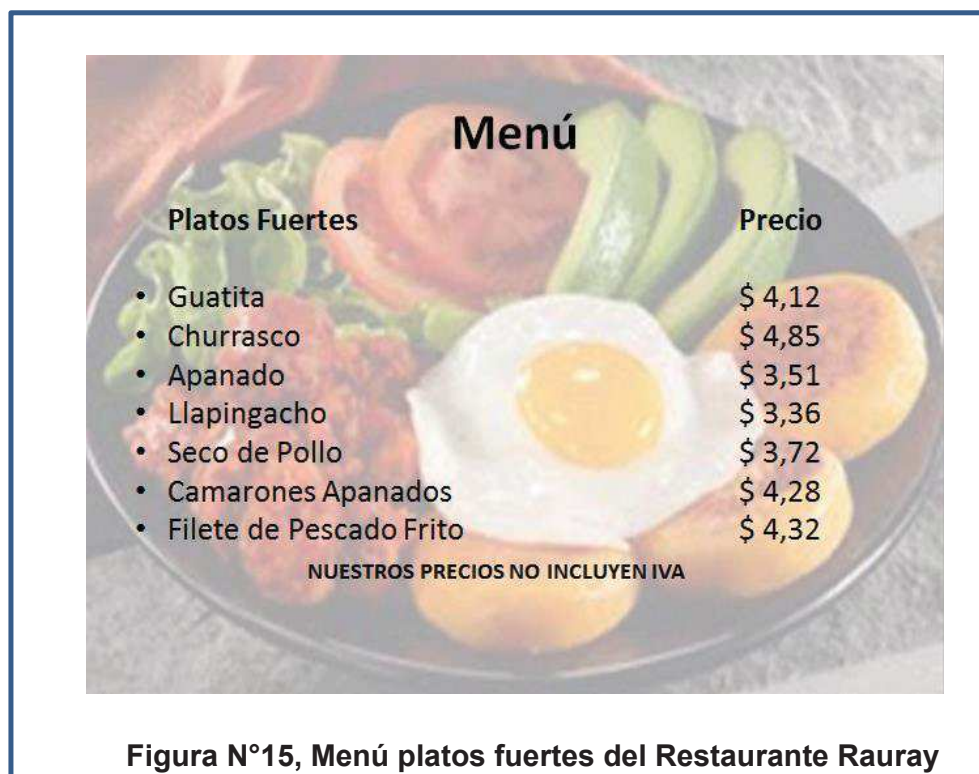 Menú
Platos Fuertes Precio
• Guatita $ 4,12
• Churrasco $ 4,85
• Apanado $ 3,51
• Llapingacho $ 3,36
• Seco de Pollo $ 3,72
• Camarones Apanados $ 4,28
• Filete de Pescado Frito $ 4,32
NUESTROS PRECIOS NO INCLUYEN IVA
Figura N°15, Menú platos fuertes del Restaurante Rauray